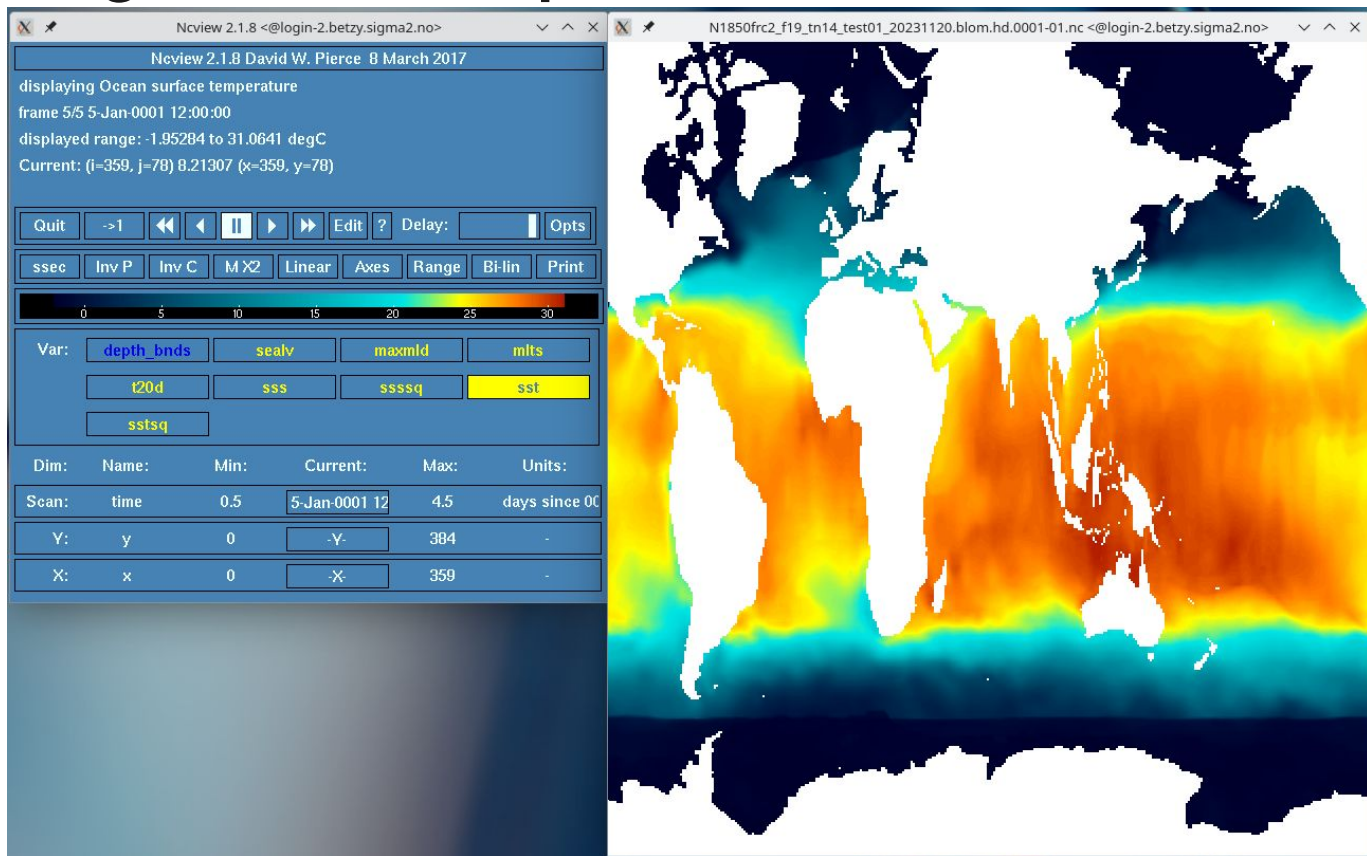 Ncview 2.1.8 <@login-2.betzy.sigma2.no>
Ncview 2.1.8 David W. Pierce 8 March 2017
displaying Ocean surface temperature
frame 5/5 5-Jan-0001 12:00:00
displayed range: -1.95284 to 31.0641 degC
Current: (i=359, j=78) 8.21307 (x=359, y=78)
Quit ->1 Edit ? Delay: Opts
ssec Inv P Inv C M X2 Linear Axes Range Bi-lin Print
0 5 10 15 20 25 30
Var: depth_bnds sealv maxmld mlts
t20d sss ssssq sst
sstsq
Dim: Name: Min: Current: Max: Units:
Scan: time 0.5 5-Jan-0001 12 4.5 days since 00
Y: y 0 -Y- 384 -
X: x 0 -X- 359 -
N1850frc2_f19_tn14_test01_20231120.blom.hd.0001-01.nc <@login-2.betzy.sigma2.no>